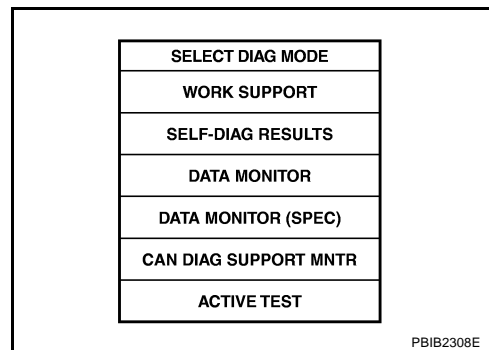 SELECT DIAG MODE
WORK SUPPORT
SELF-DIAG RESULTS
DATA MONITOR
DATA MONITOR (SPEC)
CAN DIAG SUPPORT MNTR
ACTIVE TEST
PBIB2308E